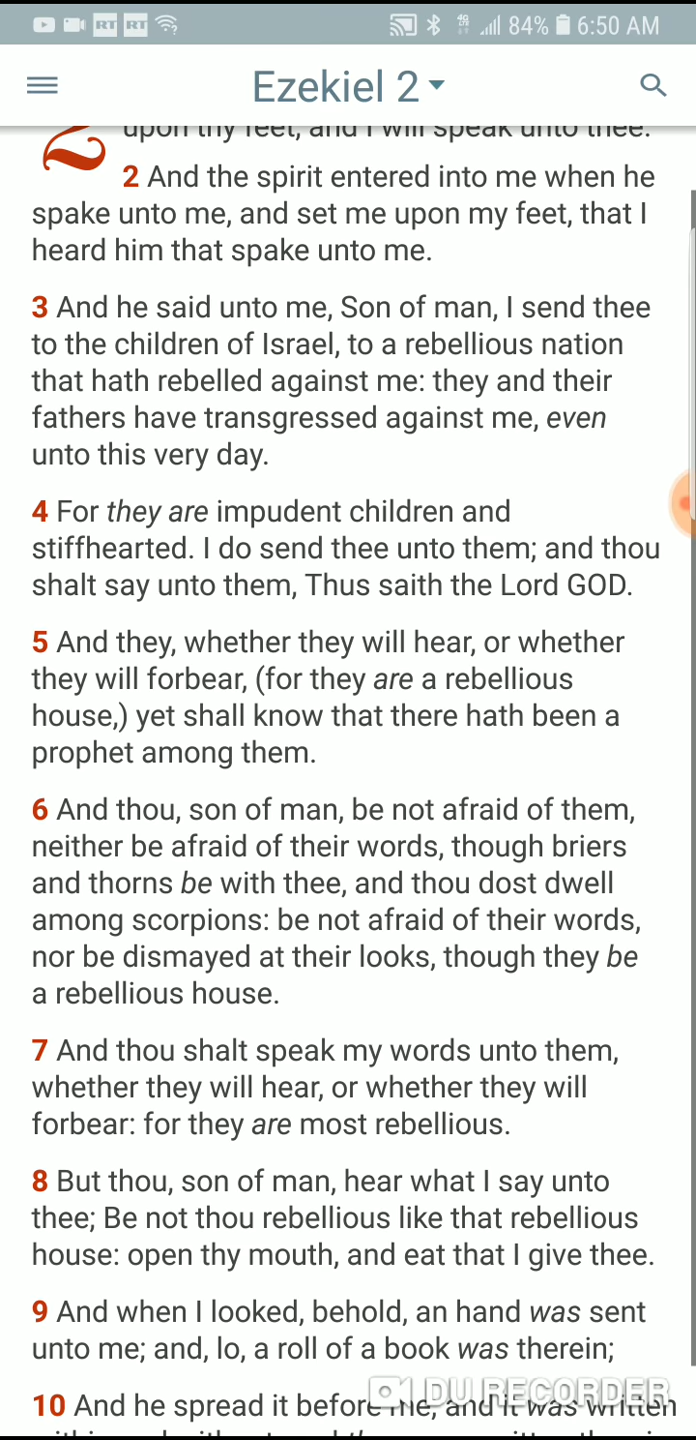 RT RT 4G 84% 6:50 AM
Ezekiel 2
2 upon thy feet, and I will speak unto thee.
2 And the spirit entered into me when he
spake unto me, and set me upon my feet, that I
heard him that spake unto me.
3 And he said unto me, Son of man, I send thee
to the children of Israel, to a rebellious nation
that hath rebelled against me: they and their
fathers have transgressed against me, even
unto this very day.
4 For they are impudent children and
stiffhearted. I do send thee unto them; and thou
shalt say unto them, Thus saith the Lord GOD.
5 And they, whether they will hear, or whether
they will forbear, (for they are a rebellious
house,) yet shall know that there hath been a
prophet among them.
6 And thou, son of man, be not afraid of them,
neither be afraid of their words, though briers
and thorns be with thee, and thou dost dwell
among scorpions: be not afraid of their words,
nor be dismayed at their looks, though they be
a rebellious house.
7 And thou shalt speak my words unto them,
whether they will hear, or whether they will
forbear: for they are most rebellious.
8 But thou, son of man, hear what I say unto
thee; Be not thou rebellious like that rebellious
house: open thy mouth, and eat that I give thee.
9 And when I looked, behold, an hand was sent
unto me; and, lo, a roll of a book was therein;
DU RECORDER
10 And he spread it before me; and it was written